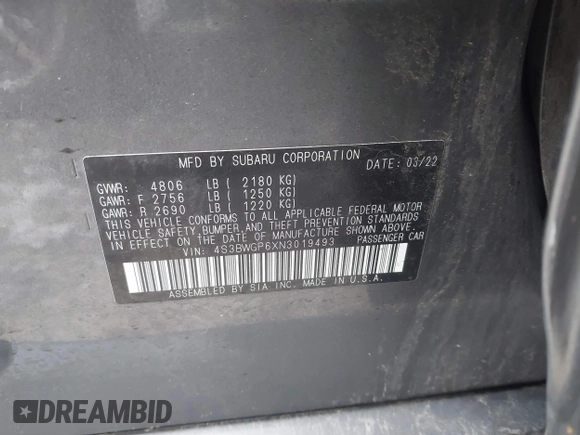 MFD BY SUBARU CORPORATION DATE: 03/22
GVWR: 4806 LB ( 2180 KG)
GAWR: F 2756 LB ( 1250 KG)
GAWR: R 2690 LB ( 1220 KG)
THIS VEHICLE CONFORMS TO ALL APPLICABLE FEDERAL MOTOR
VEHICLE SAFETY, BUMPER, AND THEFT PREVENTION STANDARDS
IN EFFECT ON THE DATE OF MANUFACTURE SHOWN ABOVE.
VIN: 4S3BWGP6XN3019493 PASSENGER CAR
ASSEMBLED BY SIA INC. MADE IN U.S.A.
DREAMBID